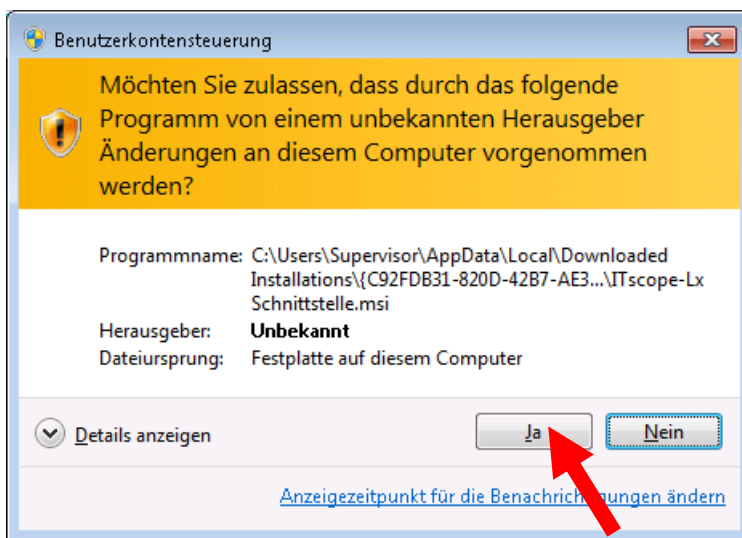 Benutzerkontensteuerung
Möchten Sie zulassen, dass durch das folgende
Programm von einem unbekannten Herausgeber
Änderungen an diesem Computer vorgenommen
werden?
Programmname: C:\Users\Supervisor\AppData\Local\Downloaded
Installations\{C92FDB31-820D-42B7-AE3...\ITscope-Lx
Schnittstelle.msi
Herausgeber: Unbekannt
Dateiursprung: Festplatte auf diesem Computer
Details anzeigen
Ja
Nein
Anzeigezeitpunkt für die Benachrichtigungen ändern